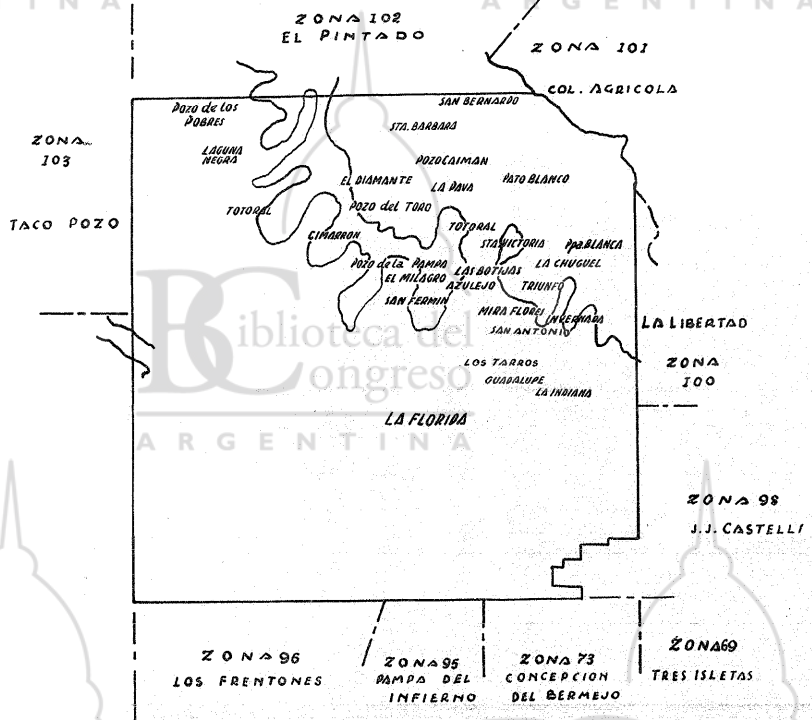 ARGENTINA
ZONA 102
EL PINTADO
ZONA 101
COL. AGRICOLA
SAN BERNARDO
Pozo de los
POBRES
STA. BARBARA
ZONA
103
LAGUNA
NEGRA
POZO CAIMAN
EL DIAMANTE
LA PAVA
PATO BLANCO
TOTORAL
POZO del TORO
TACO POZO
CIMARRON
TOTORAL
STA VICTORIA
Ppa. BLANCA
POZO de la PAMPA
LAS BOTIJAS
LA CHUGUEL
EL MILAGRO
AZULEJO
TRIUNFO
SAN FERMIN
MIRA FLORES
INVERNADA
LA LIBERTAD
SAN ANTONIO
Biblioteca del
Congreso
LOS TARROS
ZONA
100
GUADALUPE
LA INDIANA
LA FLORIDA
ARGENTINA
ZONA 98
J.J. CASTELLI
ZONA 96
LOS FRENTONES
ZONA 95
PAMPA DEL
INFIERNO
ZONA 73
CONCEPCION
DEL BERMEJO
ZONA 69
TRES ISLETAS